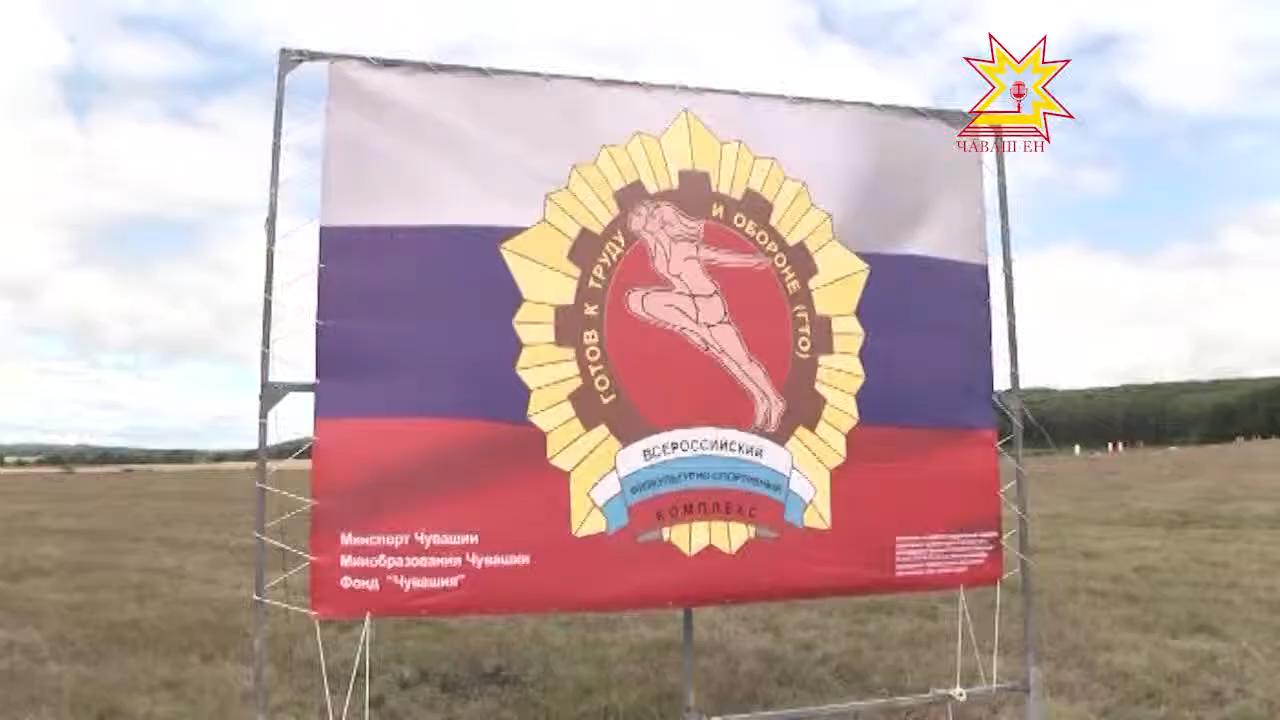 ЧӐВАШ ЕН
ГОТОВ К ТРУДУ И ОБОРОНЕ (ГТО)
ВСЕРОССИЙСКИЙ
ФИЗКУЛЬТУРНО-СПОРТИВНЫЙ
КОМПЛЕКС
Минспорт Чувашии
Минобразования Чувашии
Фонд "Чувашия"